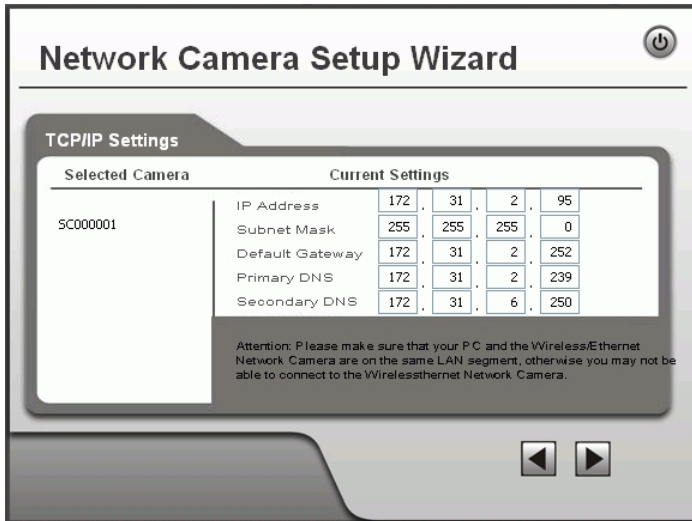 Network Camera Setup Wizard
TCP/IP Settings
Selected Camera
Current Settings
SC000001
IP Address 172 . 31 . 2 . 95
Subnet Mask 255 . 255 . 255 . 0
Default Gateway 172 . 31 . 2 . 252
Primary DNS 172 . 31 . 2 . 239
Secondary DNS 172 . 31 . 6 . 250
Attention: Please make sure that your PC and the Wireless/Ethernet
Network Camera are on the same LAN segment, otherwise you may not be
able to connect to the Wirelessthernet Network Camera.